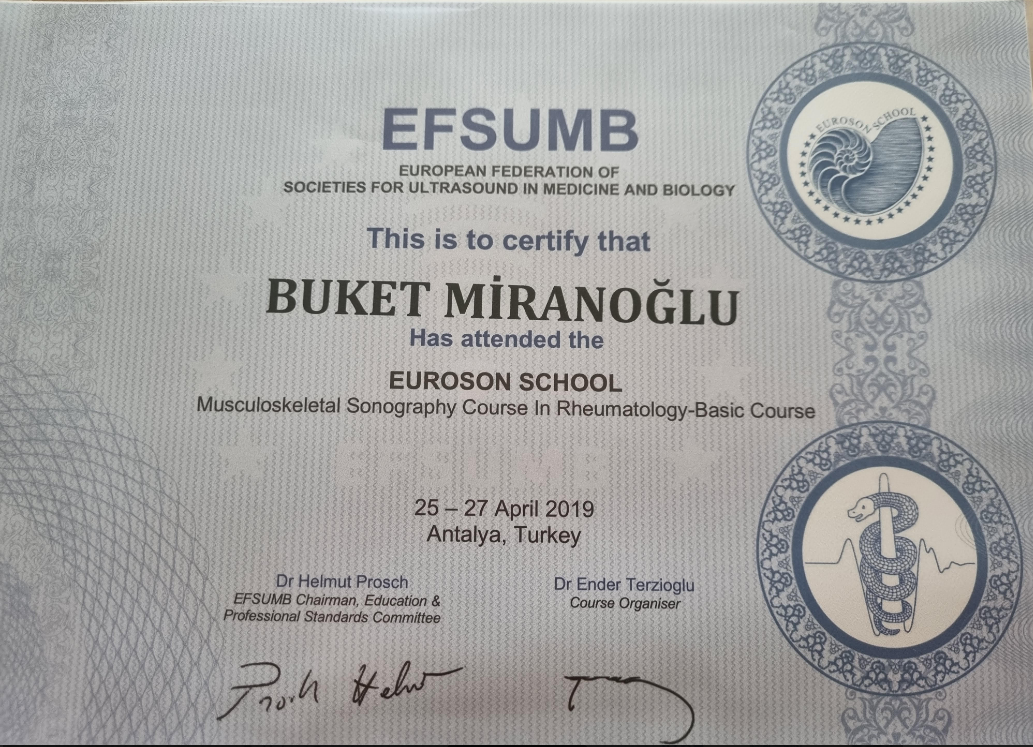 EFSUMB
EUROPEAN FEDERATION OF
SOCIETIES FOR ULTRASOUND IN MEDICINE AND BIOLOGY
EUROSON SCHOOL
This is to certify that
BUKET MİRANOĞLU
Has attended the
EUROSON SCHOOL
Musculoskeletal Sonography Course In Rheumatology-Basic Course
EFSUMB
25 – 27 April 2019
Antalya, Turkey
Dr Helmut Prosch
EFSUMB Chairman, Education &
Professional Standards Committee
Dr Ender Terzioglu
Course Organiser